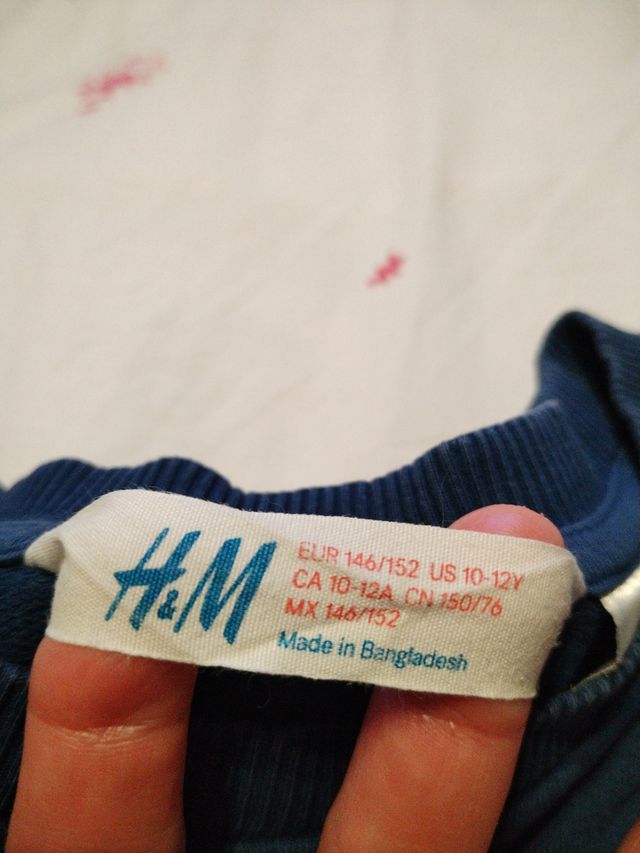 H&M
EUR 146/152 US 10-12Y
CA 10-12A CN 150/76
MX 146/152
Made in Bangladesh